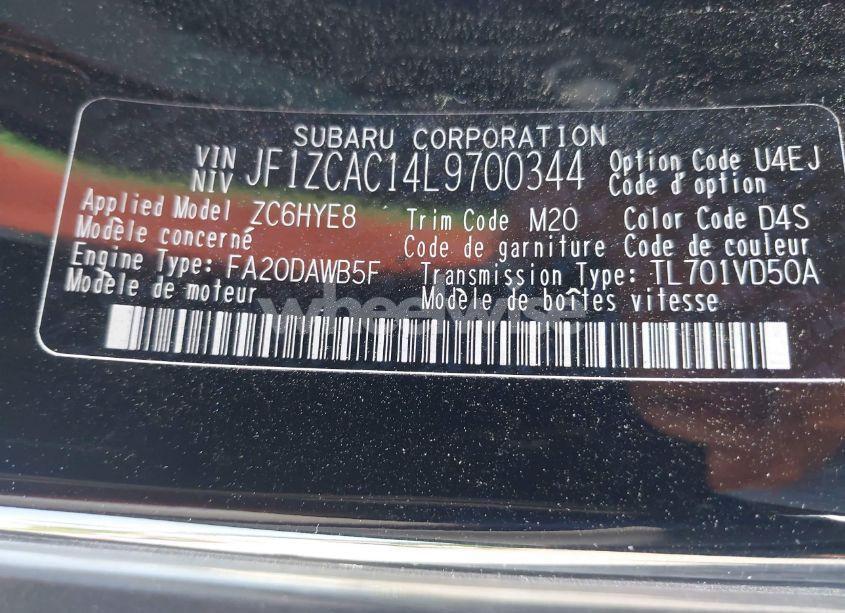 SUBARU CORPORATION
VIN NIV JF1ZCAC14L9700344 Option Code U4EJ
Code d'option
Applied Model ZC6HYE8 Trim Code M20 Color Code D4S
Modèle concerné Code de garniture Code de couleur
Engine Type: FA20DAWB5F Transmission Type: TL701VD50A
Modèle de moteur Modèle de boîtes vitesse
wheelwise